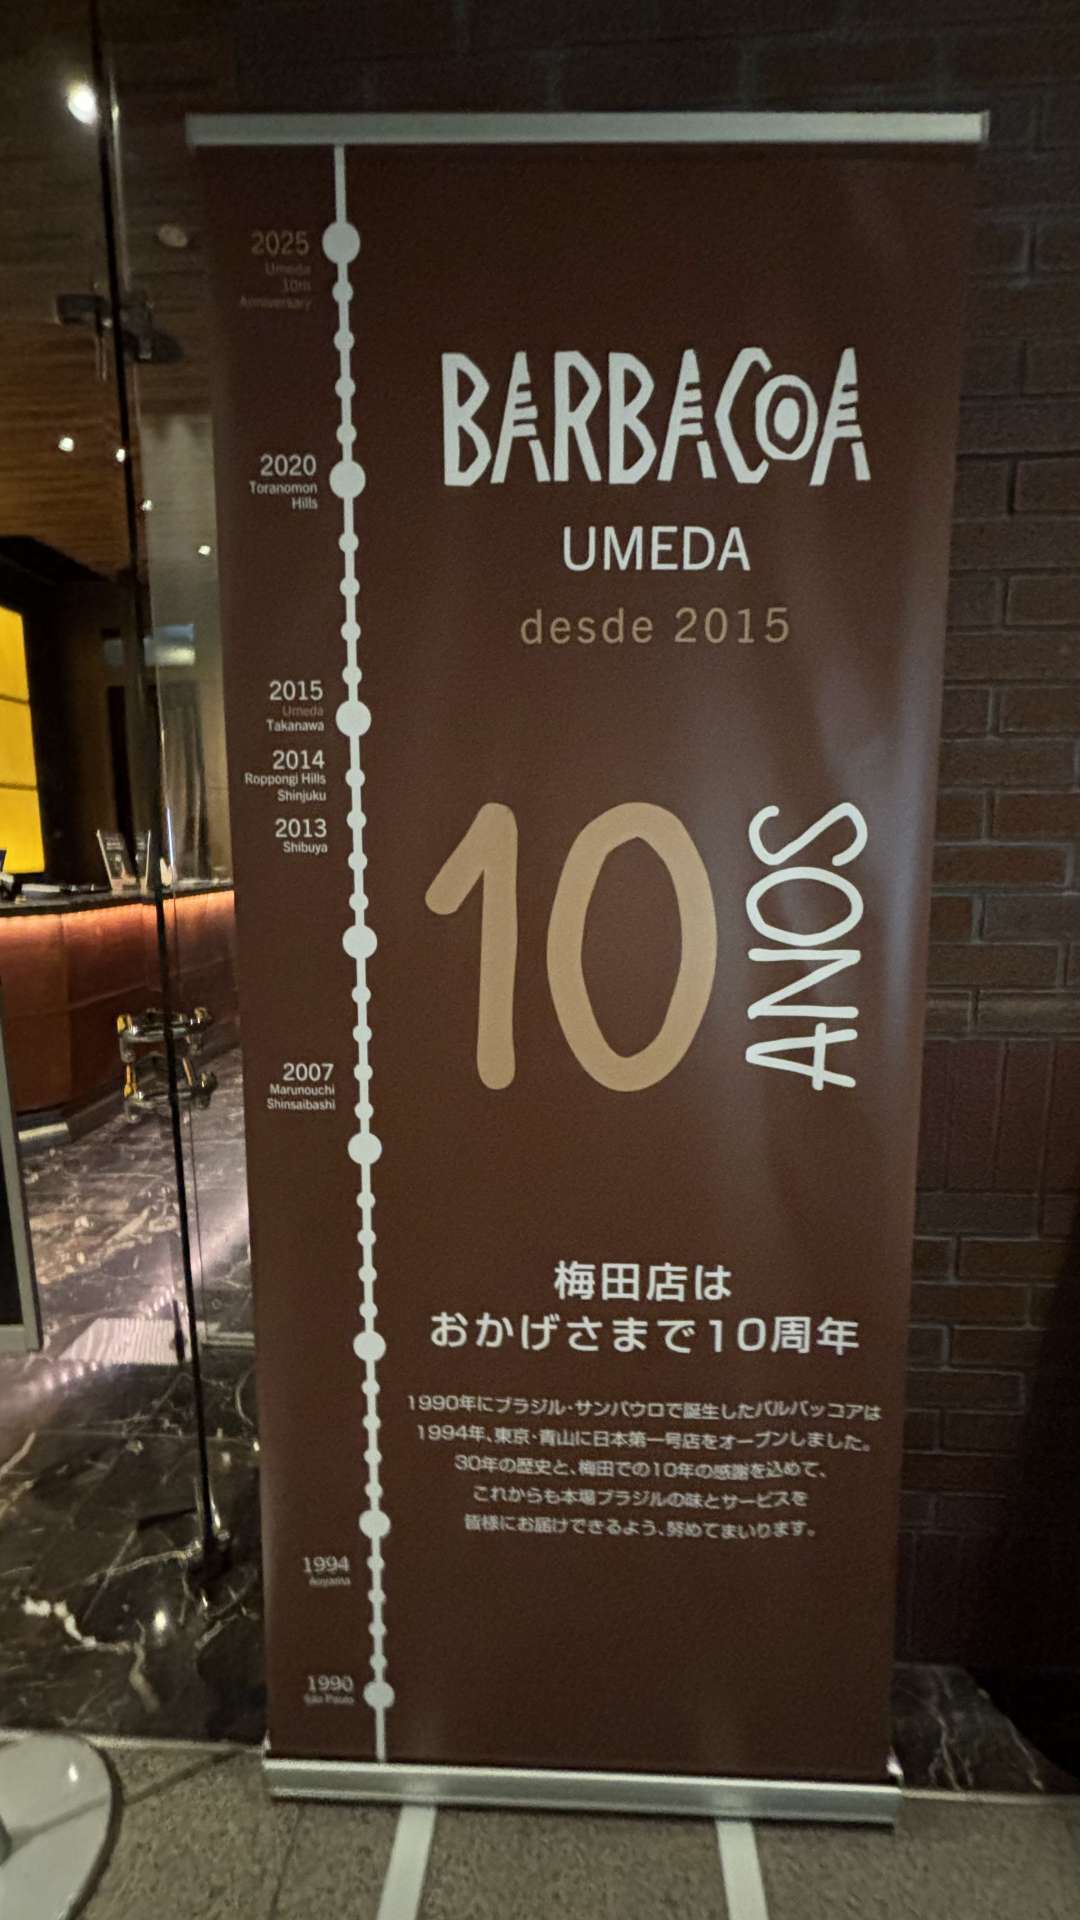 2025
Umeda
10th
Anniversary
2020
Toranomon
Hills
2015
Umeda
Takanawa
2014
Roppongi Hills
Shinjuku
2013
Shibuya
2007
Marunouchi
Shinsaibashi
1994
Aoyama
1990
São Paulo
BARBACOA
UMEDA
desde 2015
10
ANOS
梅田店は
おかげさまで10周年
1990年にブラジル・サンパウロで誕生したバルバッコアは
1994年、東京・青山に日本第一号店をオープンしました。
30年の歴史と、梅田での10年の感謝を込めて、
これからも本場ブラジルの味とサービスを
皆様にお届けできるよう、努めてまいります。